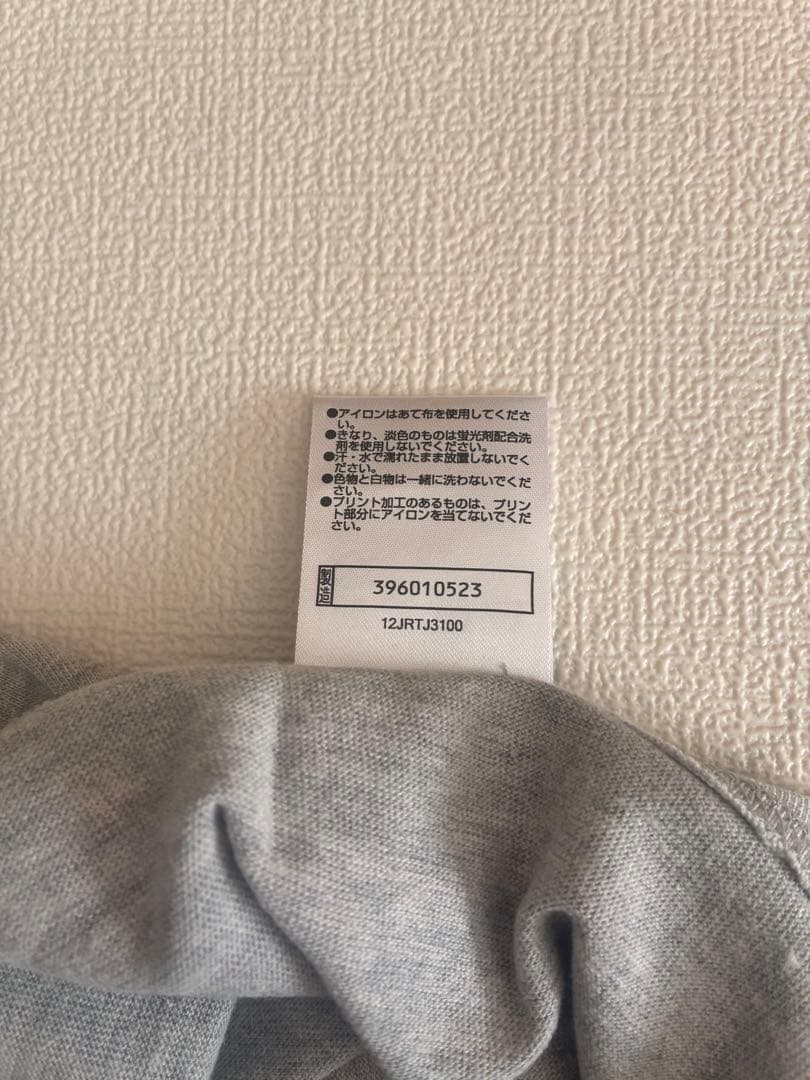 ●アイロンはあて布を使用してくださ
い。
●きなり、淡色のものは蛍光剤配合洗
剤を使用しないでください。
●汗・水で濡れたまま放置しないでく
ださい。
●色物と白物は一緒に洗わないでくだ
さい。
●プリント加工のあるものは、プリン
ト部分にアイロンを当てないでくだ
さい。
製造 396010523
12JRTJ3100